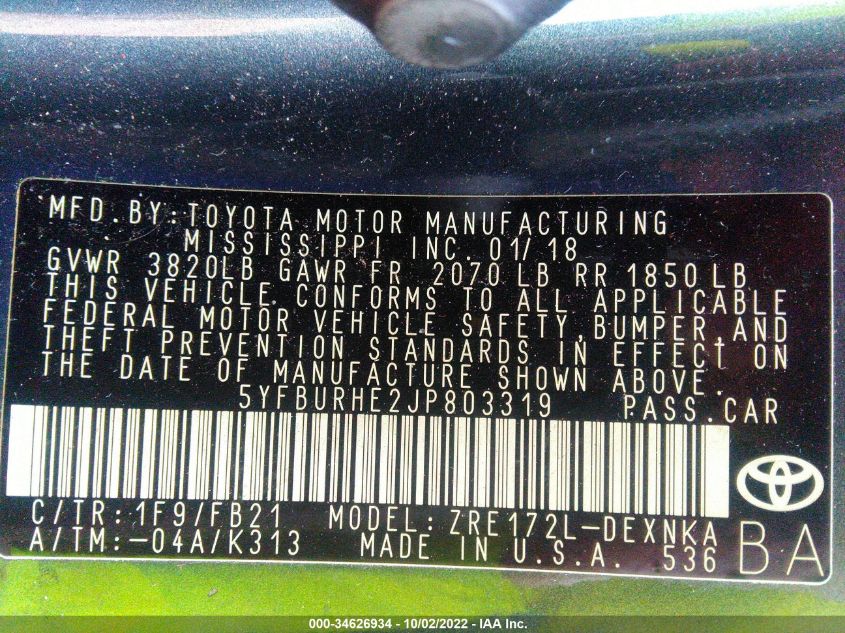 MFD.BY:TOYOTA MOTOR MANUFACTURING
MISSISSIPPI INC. 01/18
GVWR 3820LB GAWR FR 2070 LB RR 1850 LB
THIS VEHICLE CONFORMS TO ALL APPLICABLE
FEDERAL MOTOR VEHICLE SAFETY,BUMPER,AND
THEFT PREVENTION STANDARDS IN EFFECT ON
THE DATE OF MANUFACTURE SHOWN ABOVE.
5YFBURHE2JP803319 PASS.CAR
C/TR:1F9/FB21 MODEL:ZRE172L-DEXNKA
A/TM:-04A/K313 MADE IN U.S.A. 536
BA
000-34626934 - 10/02/2022 - IAA Inc.